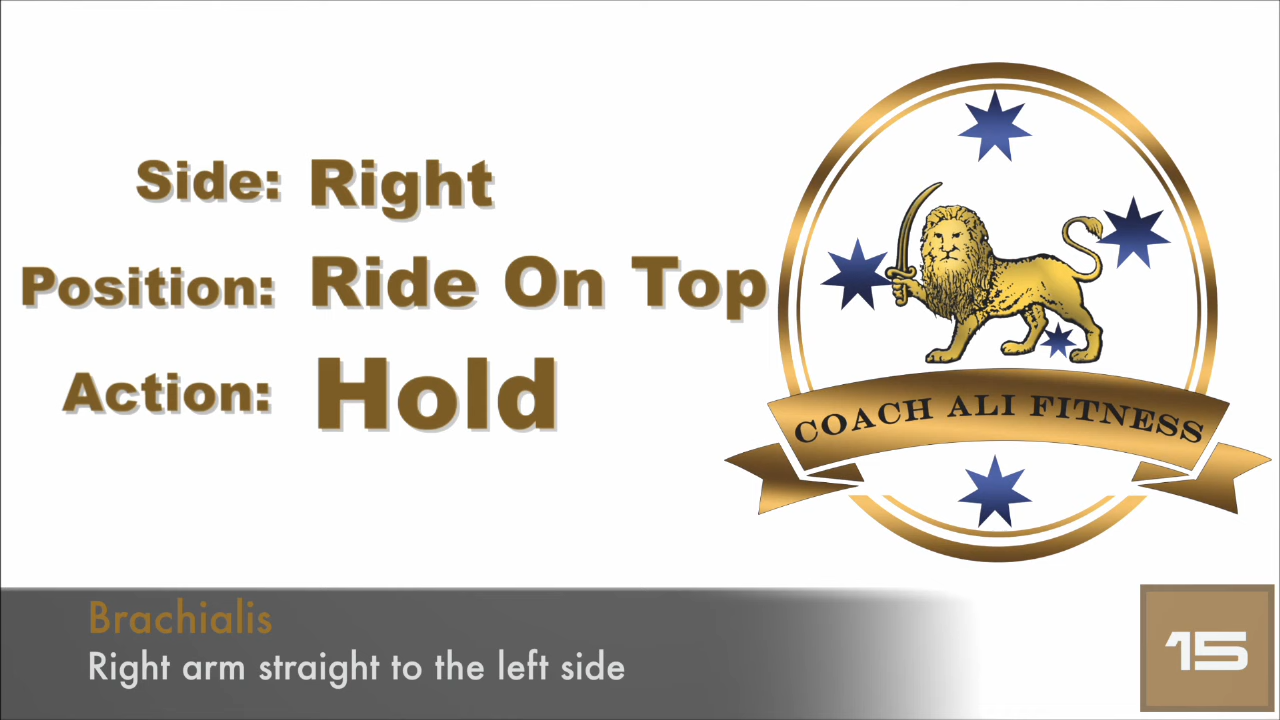 Side: Right
Position: Ride On Top
Action: Hold
COACH ALI FITNESS
Brachialis
Right arm straight to the left side
15